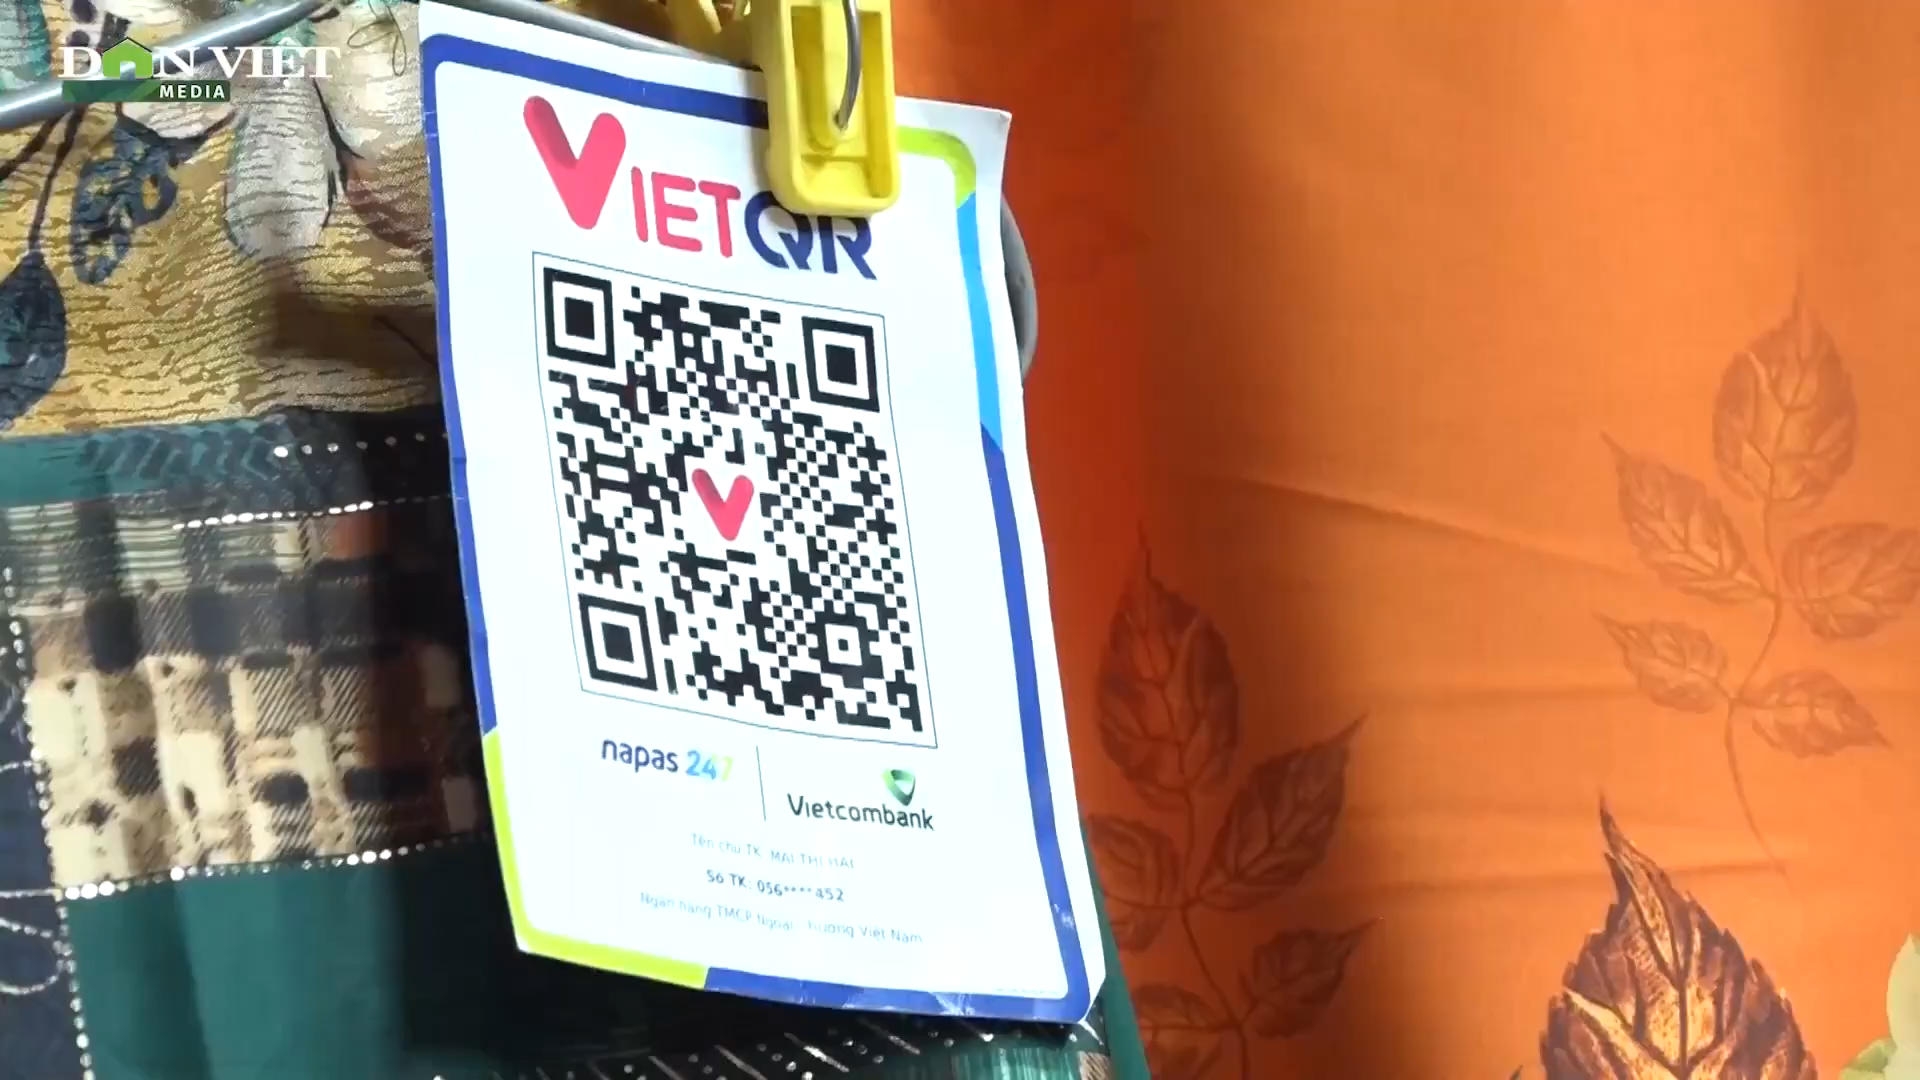 DÂN VIỆT
MEDIA
VIETQR
napas 247
Vietcombank
Tên chủ TK: MAI THỊ HAI
Số TK: 056****452
Ngân hàng TMCP Ngoại Thương Việt Nam